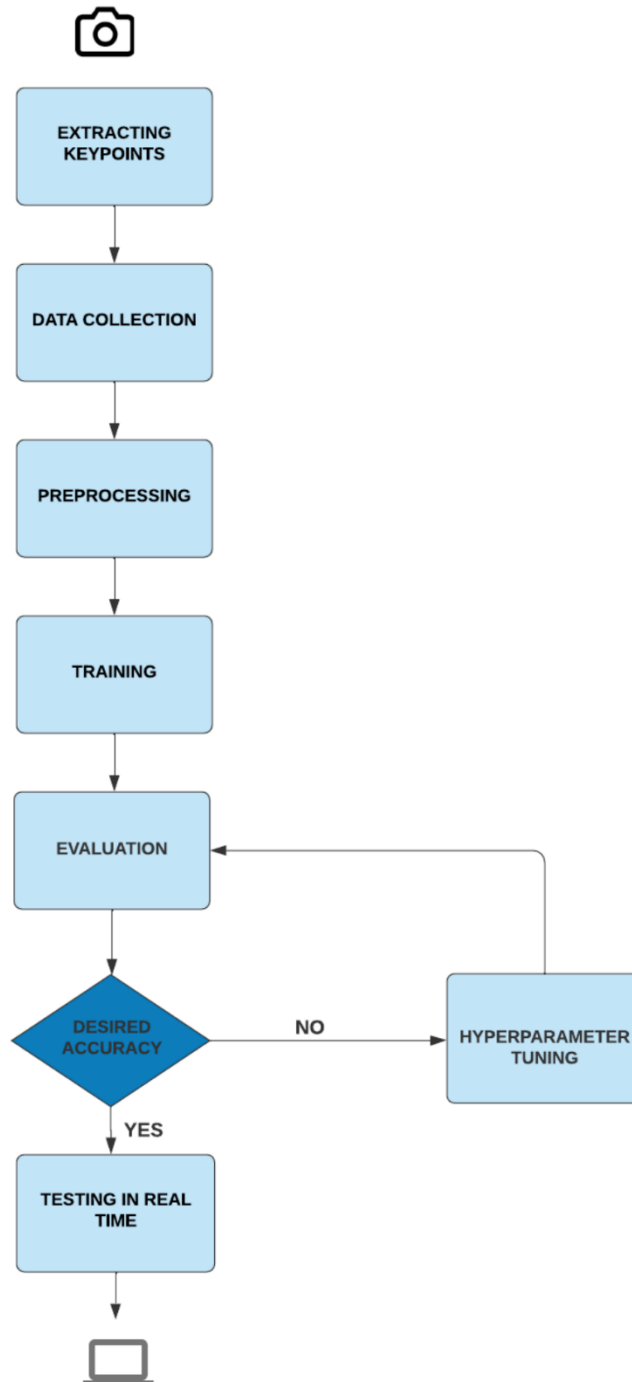 EXTRACTING
KEYPOINTS
DATA COLLECTION
PREPROCESSING
TRAINING
EVALUATION
DESIRED
ACCURACY
NO
HYPERPARAMETER
TUNING
YES
TESTING IN REAL
TIME